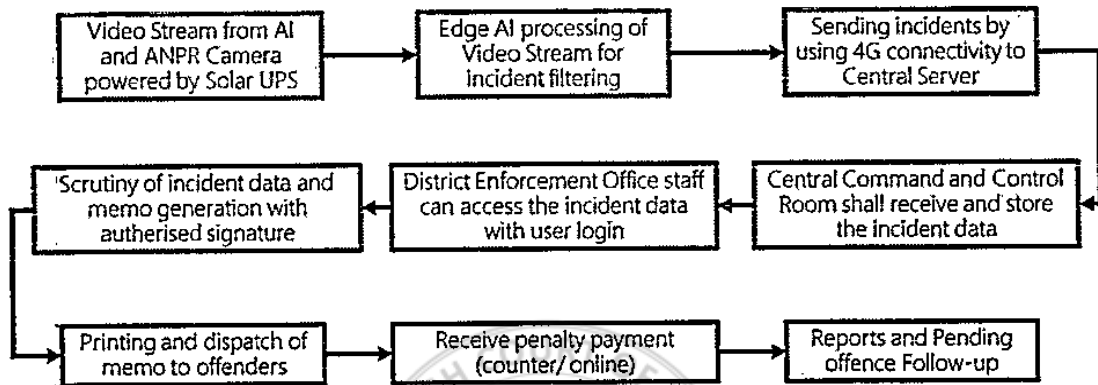 Video Stream from AI
and ANPR Camera
powered by Solar UPS
Edge AI processing of
Video Stream for
incident filtering
Sending incidents by
using 4G connectivity to
Central Server
'Scrutiny of incident data and
memo generation with
autherised signature
District Enforcement Office staff
can access the incident data
with user login
Central Command and Control
Room shall receive and store
the incident data
Printing and dispatch of
memo to offenders
Receive penalty payment
(counter/ online)
Reports and Pending
offence Follow-up